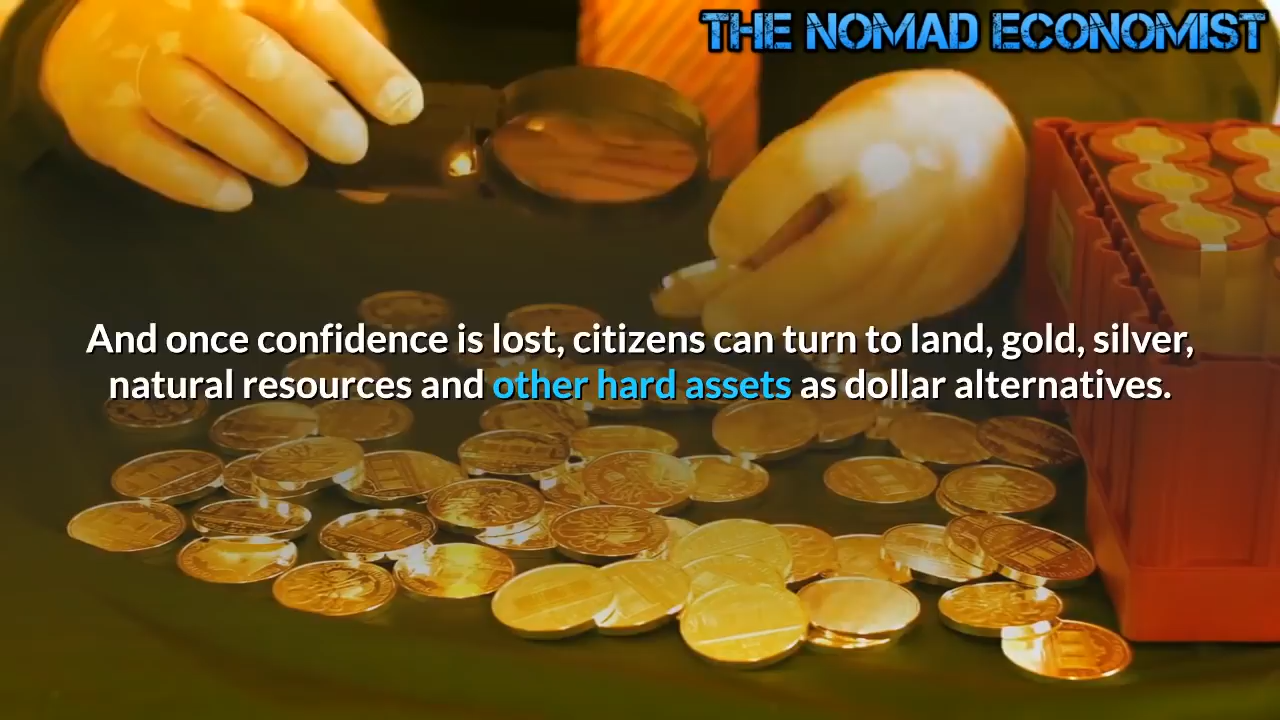 THE NOMAD ECONOMIST
And once confidence is lost, citizens can turn to land, gold, silver,
natural resources and other hard assets as dollar alternatives.